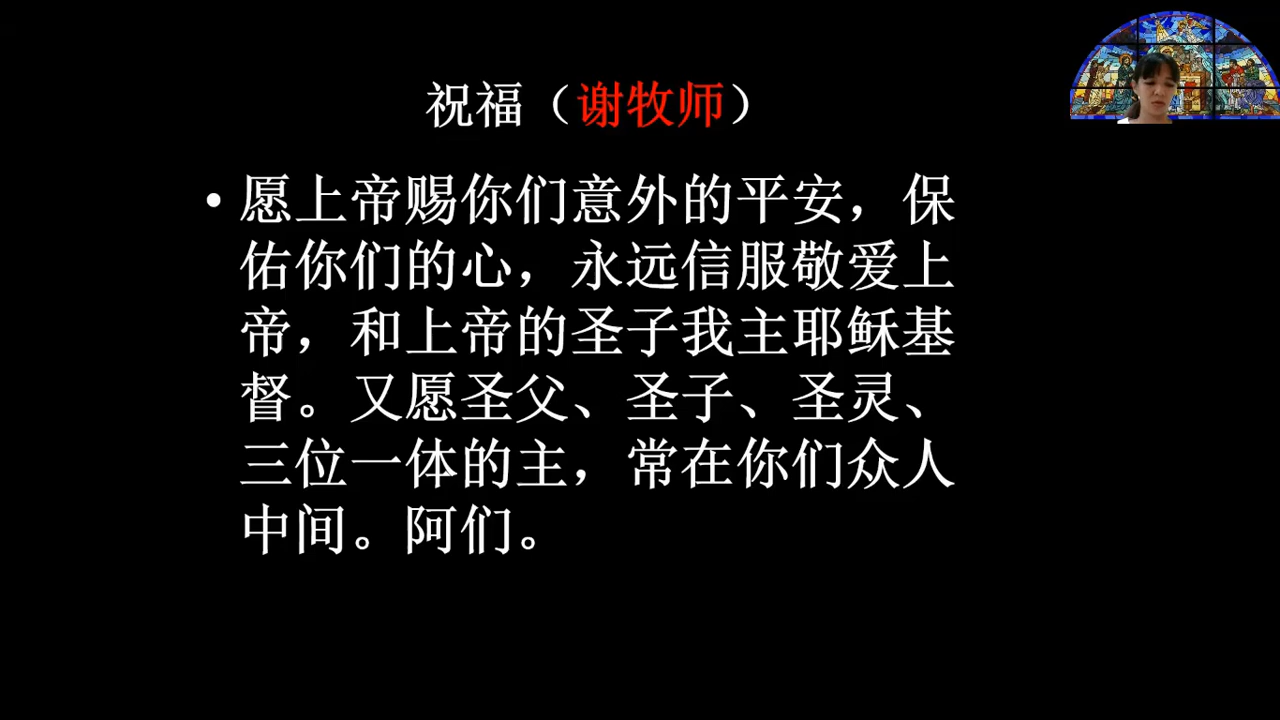 祝福（谢牧师）
• 愿上帝赐你们意外的平安，保
佑你们的心，永远信服敬爱上
帝，和上帝的圣子我主耶稣基
督。又愿圣父、圣子、圣灵、
三位一体的主，常在你们众人
中间。阿们。